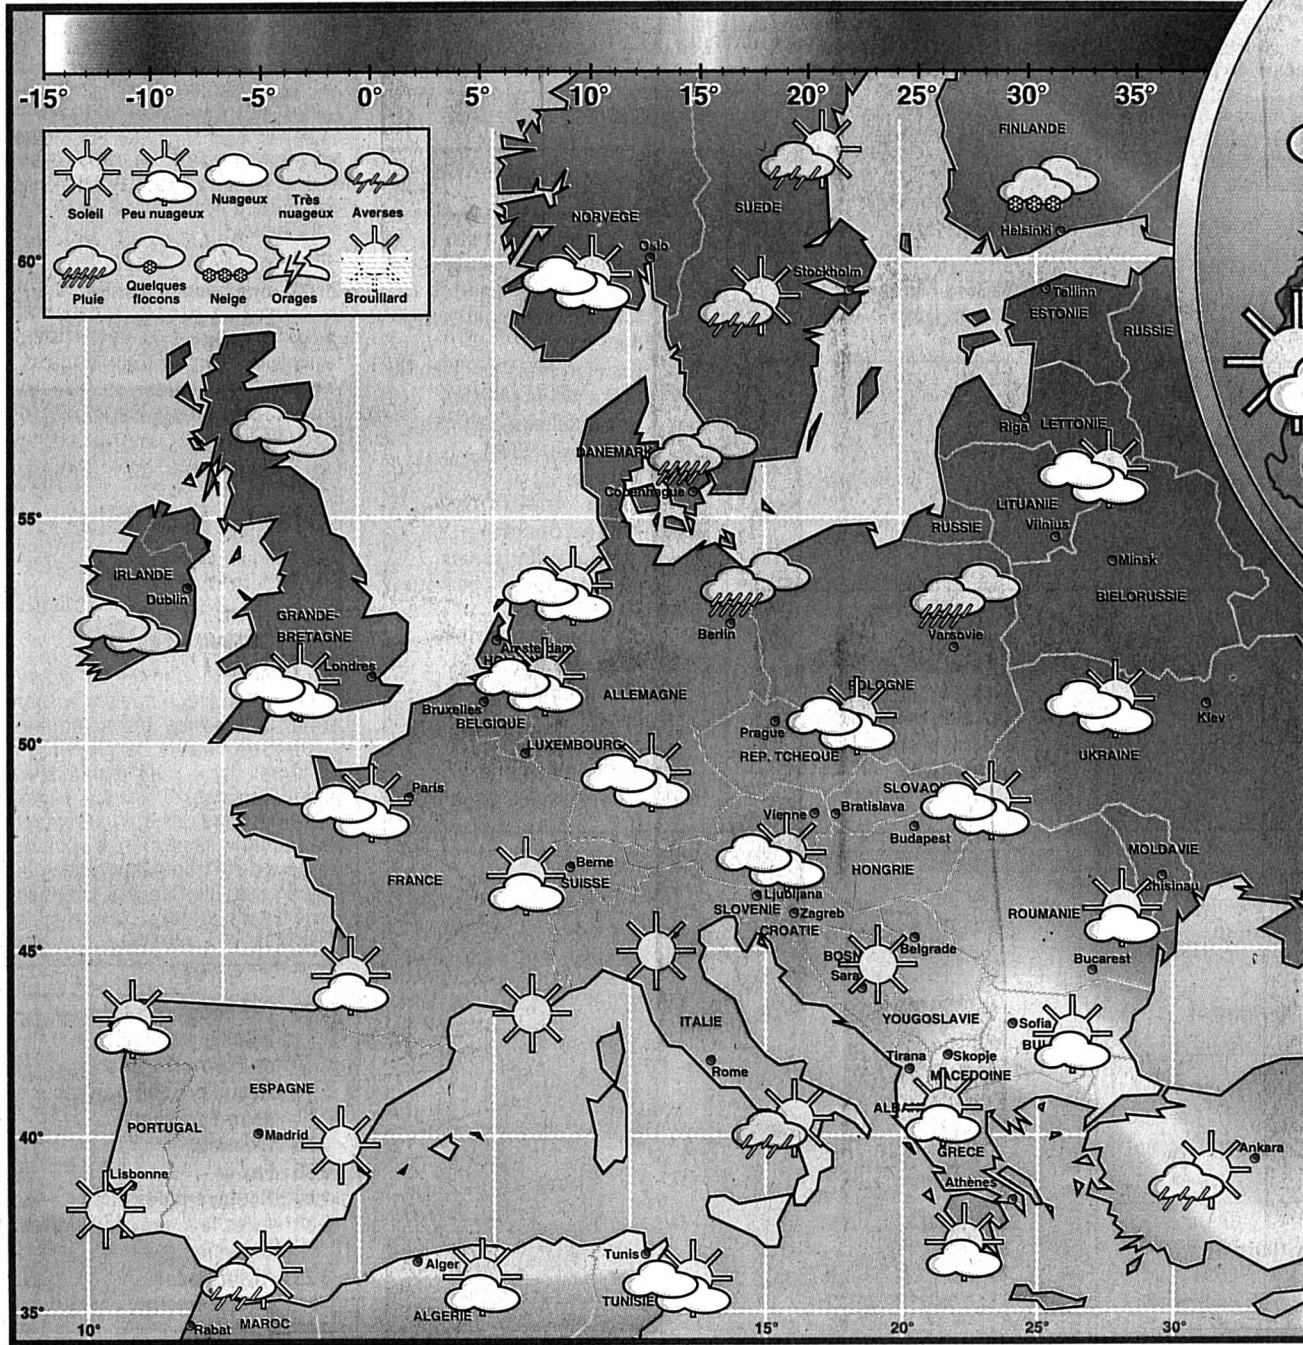 -15° -10° -5° 0° 5° 10° 15° 20° 25° 30° 35°
Soleil
Peu nuageux
Nuageux
Très
nuageux
Averses
Pluie
Quelques
flocons
Neige
Orages
Brouillard
FINLANDE
NORVEGE
SUEDE
Helsinki
Oslo
60°
Stockholm
Tallinn
ESTONIE
RUSSIE
Riga
LETTONIE
DANEMARK
Copenhague
55°
LITUANIE
RUSSIE
Vilnius
Minsk
BIELORUSSIE
IRLANDE
Dublin
GRANDE-
BRETAGNE
Londres
Berlin
Varsovie
Amsterdam
ALLEMAGNE
POLOGNE
Bruxelles
BELGIQUE
Kiev
50°
LUXEMBOURG
Prague
REP. TCHEQUE
UKRAINE
Paris
SLOVAQ
Vienne
Bratislava
Budapest
MOLDAVIE
FRANCE
Berne
SUISSE
HONGRIE
Chisinau
Ljubljana
SLOVENIE
Zagreb
CROATIE
ROUMANIE
45°
BOSN
Belgrade
Sara
Bucarest
ITALIE
YOUGOSLAVIE
Sofia
BUL
Rome
Tirana
Skopje
MACEDOINE
ESPAGNE
ALBAN
PORTUGAL
40°
Madrid
GRECE
Ankara
Lisbonne
Athènes
Alger
Tunis
TUNISIE
35°
ALGERIE
Rabat
MAROC
10° 15° 20° 25° 30°